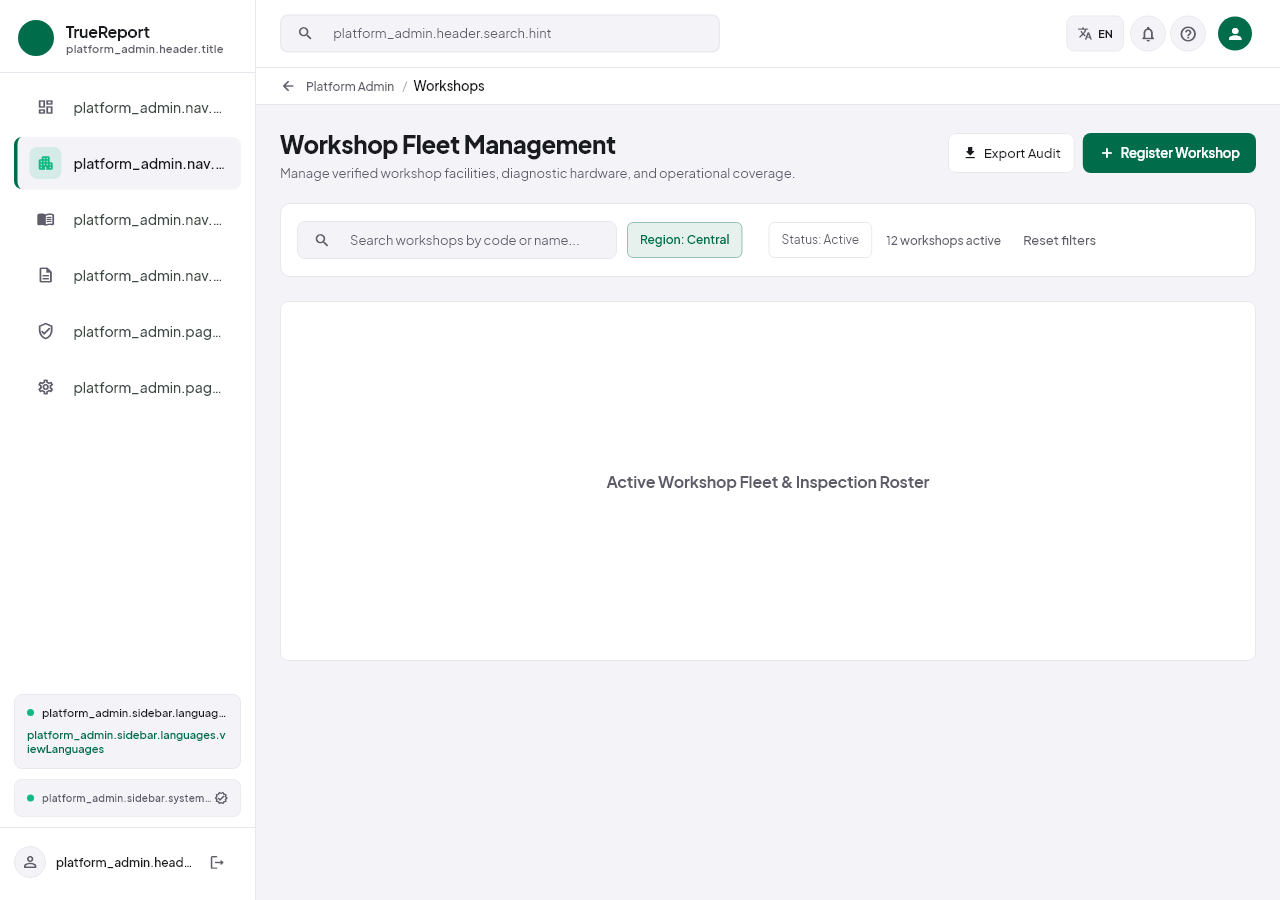 TrueReport
platform_admin.header.title
platform_admin.nav....
platform_admin.nav....
platform_admin.nav....
platform_admin.nav....
platform_admin.pag...
platform_admin.pag...
platform_admin.sidebar.languag...
platform_admin.sidebar.languages.v
iewLanguages
platform_admin.sidebar.system...
platform_admin.head...
platform_admin.header.search.hint
EN
Platform Admin / Workshops
Workshop Fleet Management
Manage verified workshop facilities, diagnostic hardware, and operational coverage.
Export Audit
+ Register Workshop
Search workshops by code or name...
Region: Central
Status: Active
12 workshops active
Reset filters
Active Workshop Fleet & Inspection Roster